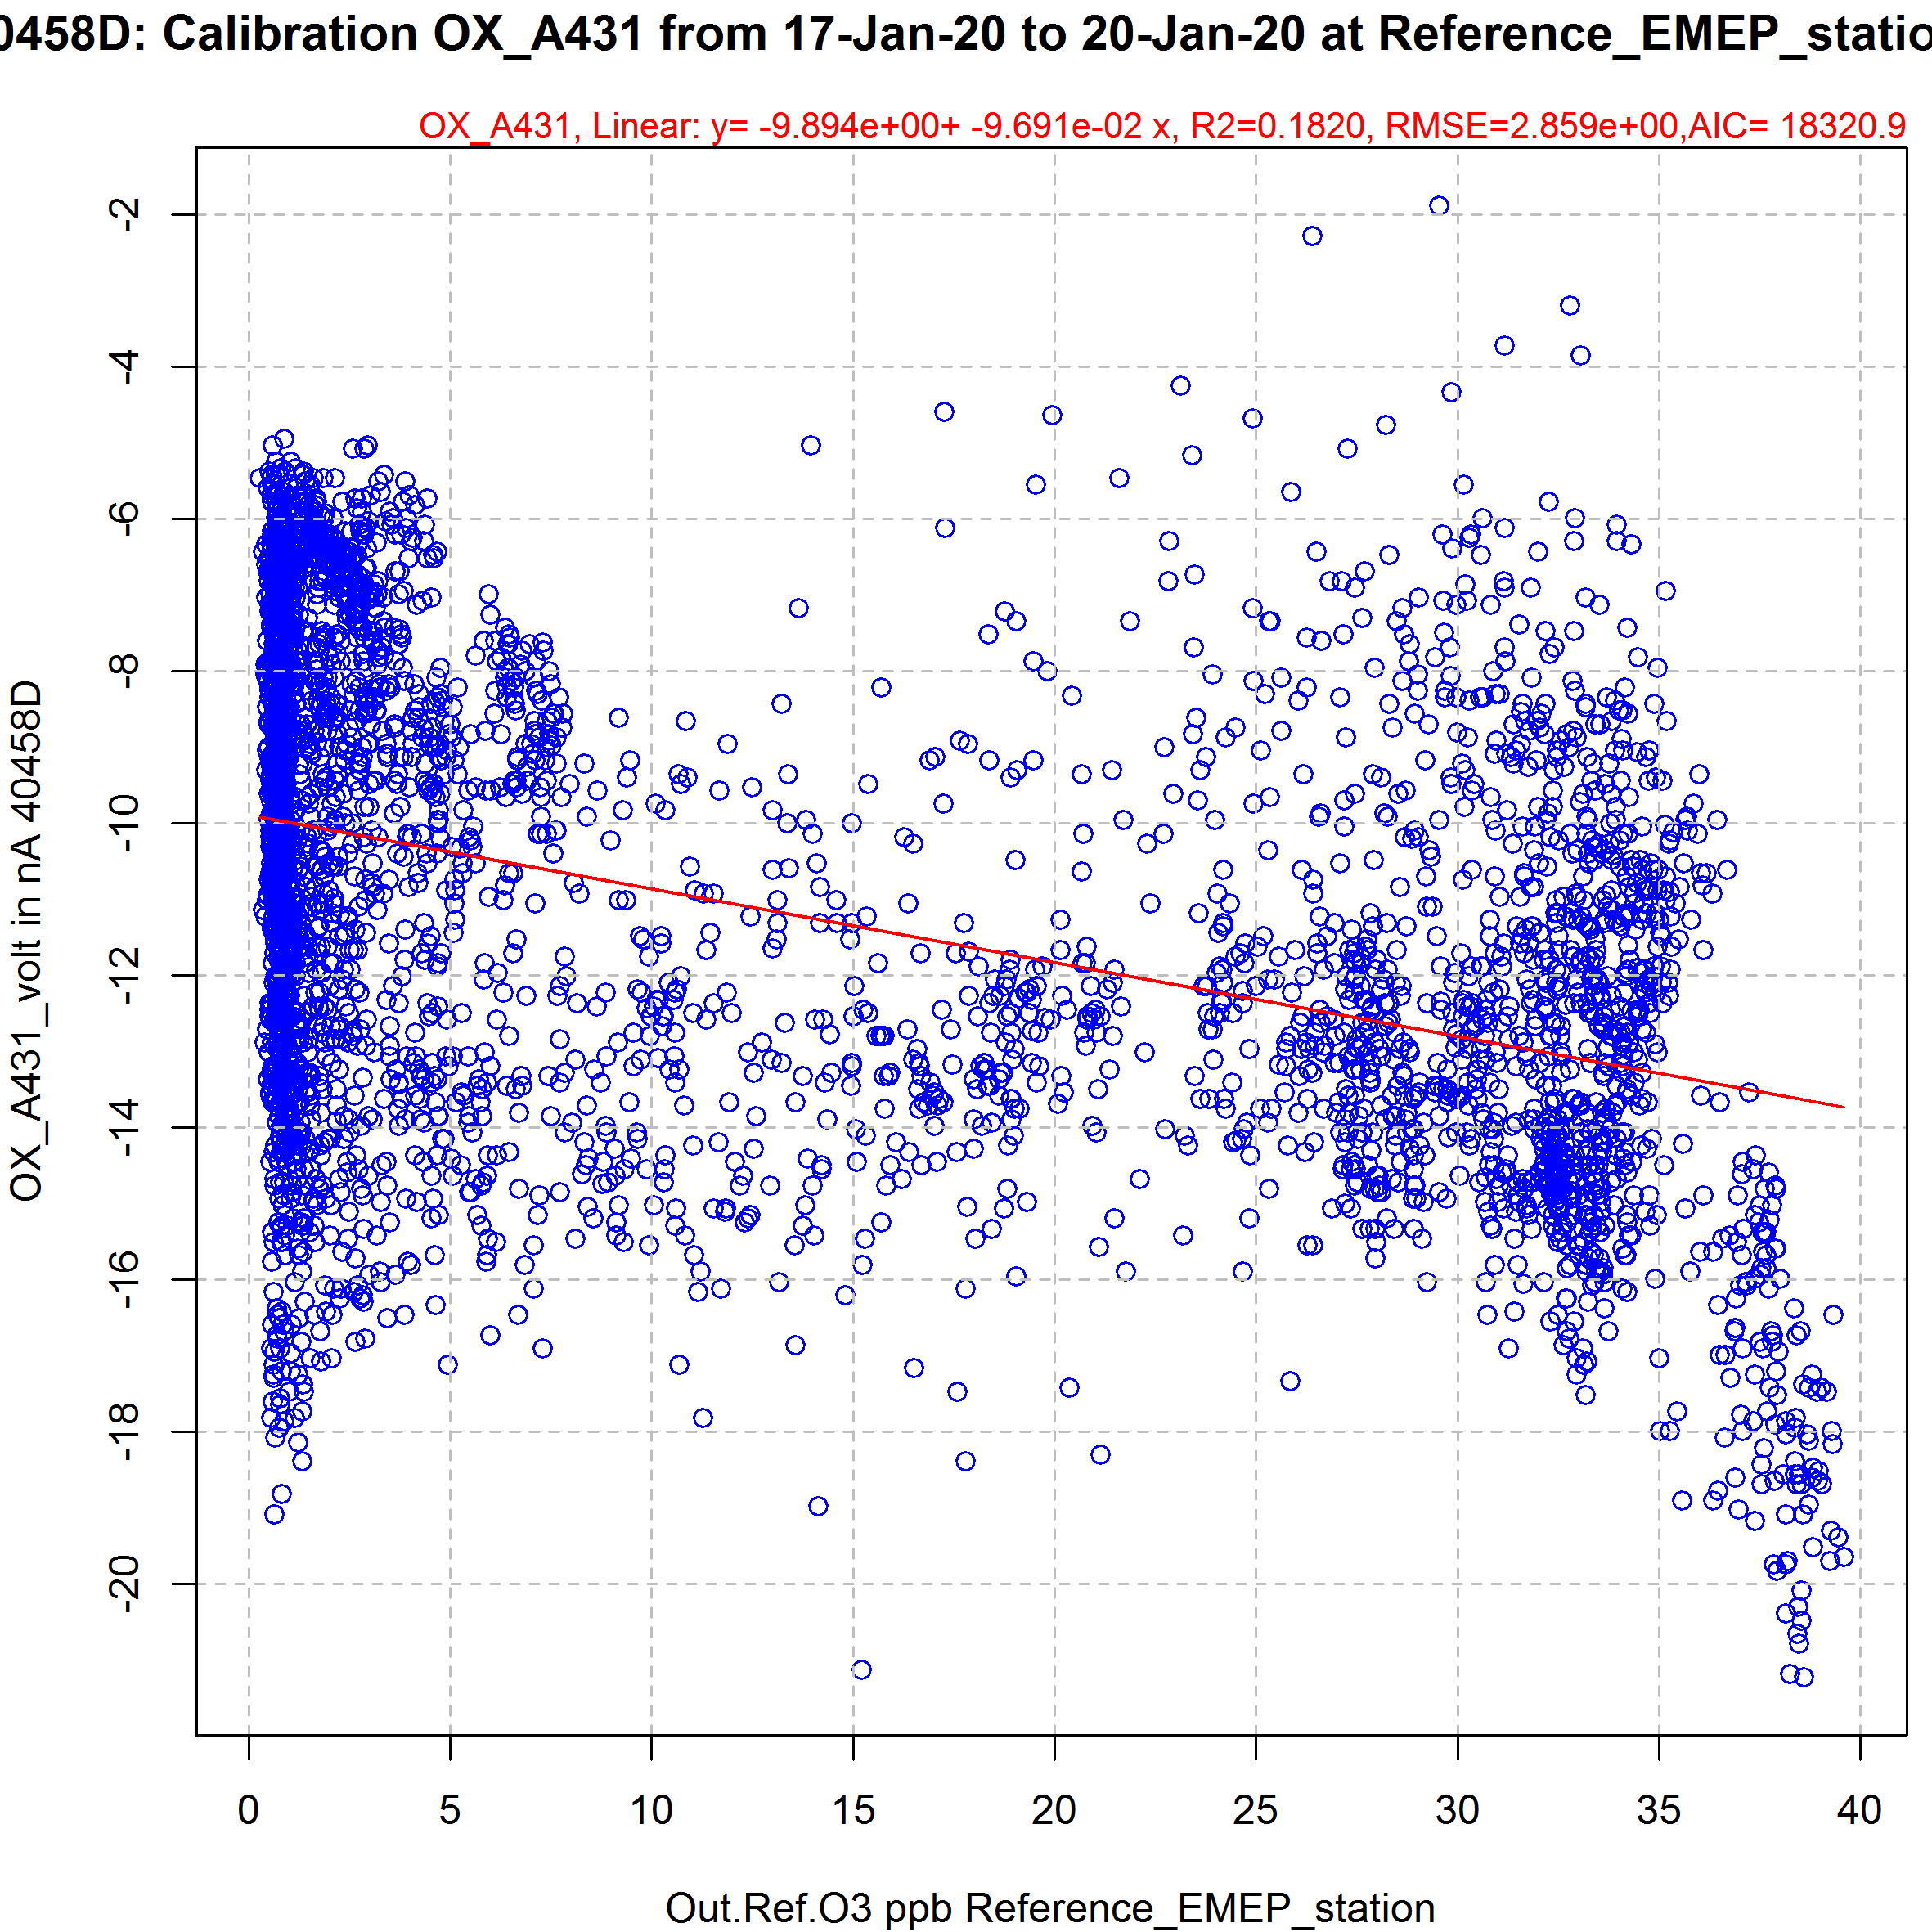 0458D: Calibration OX_A431 from 17-Jan-20 to 20-Jan-20 at Reference_EMEP_statio
OX_A431, Linear: y= -9.894e+00+ -9.691e-02 x, R2=0.1820, RMSE=2.859e+00,AIC= 18320.9
OX_A431_volt in nA 40458D
-2
-4
-6
-8
-10
-12
-14
-16
-18
-20
0 5 10 15 20 25 30 35 40
Out.Ref.O3 ppb Reference_EMEP_station